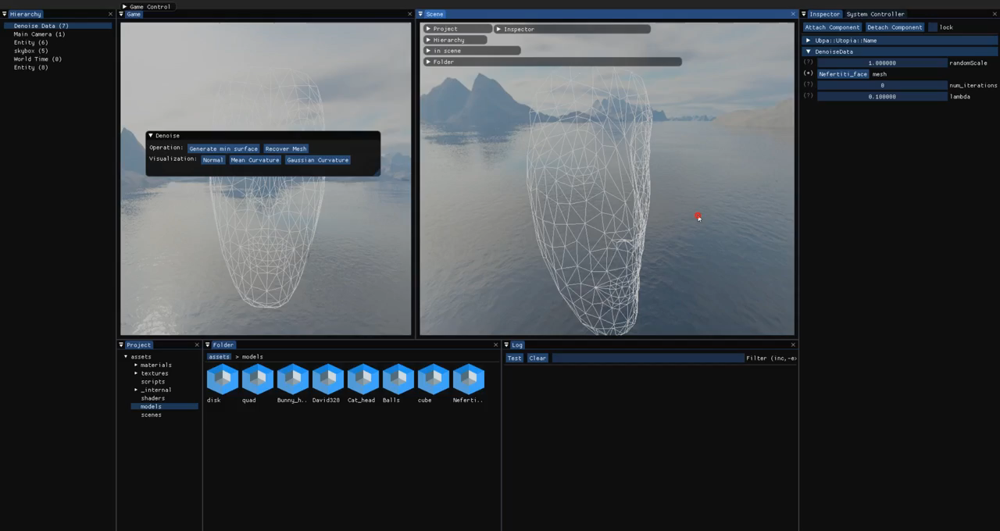 Game Control
Hierarchy
Denoise Data (7)
Main Camera (1)
Entity (6)
skybox (5)
World Time (0)
Entity (8)
Game
Denoise
Operation: Generate min surface Recover Mesh
Visualization: Normal Mean Curvature Gaussian Curvature
Scene
Project Inspector
Hierarchy
in scene
Folder
Inspector System Controller
Attach Component Detach Component lock
Ubpa::Utopia::Name
DenoiseData
(?) 1.000000 randomScale
(*) Nefertiti_face mesh
(?) 8 num_iterations
(?) 0.100000 lambda
Project
assets
materials
textures
scripts
_internal
shaders
models
scenes
Folder
assets > models
disk quad Bunny_h.. David328 Cat_head Balls cube Neferti..
Log
Test Clear Filter (inc,-e